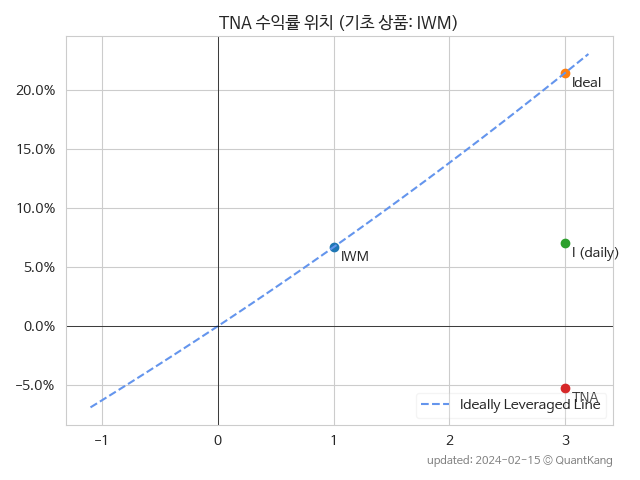 TNA 수익률 위치 (기초 상품: IWM)
20.0%
15.0%
10.0%
5.0%
0.0%
−5.0%
Ideal
IWM
I (daily)
TNA
Ideally Leveraged Line
−1
0
1
2
3
updated: 2024-02-15 © QuantKang